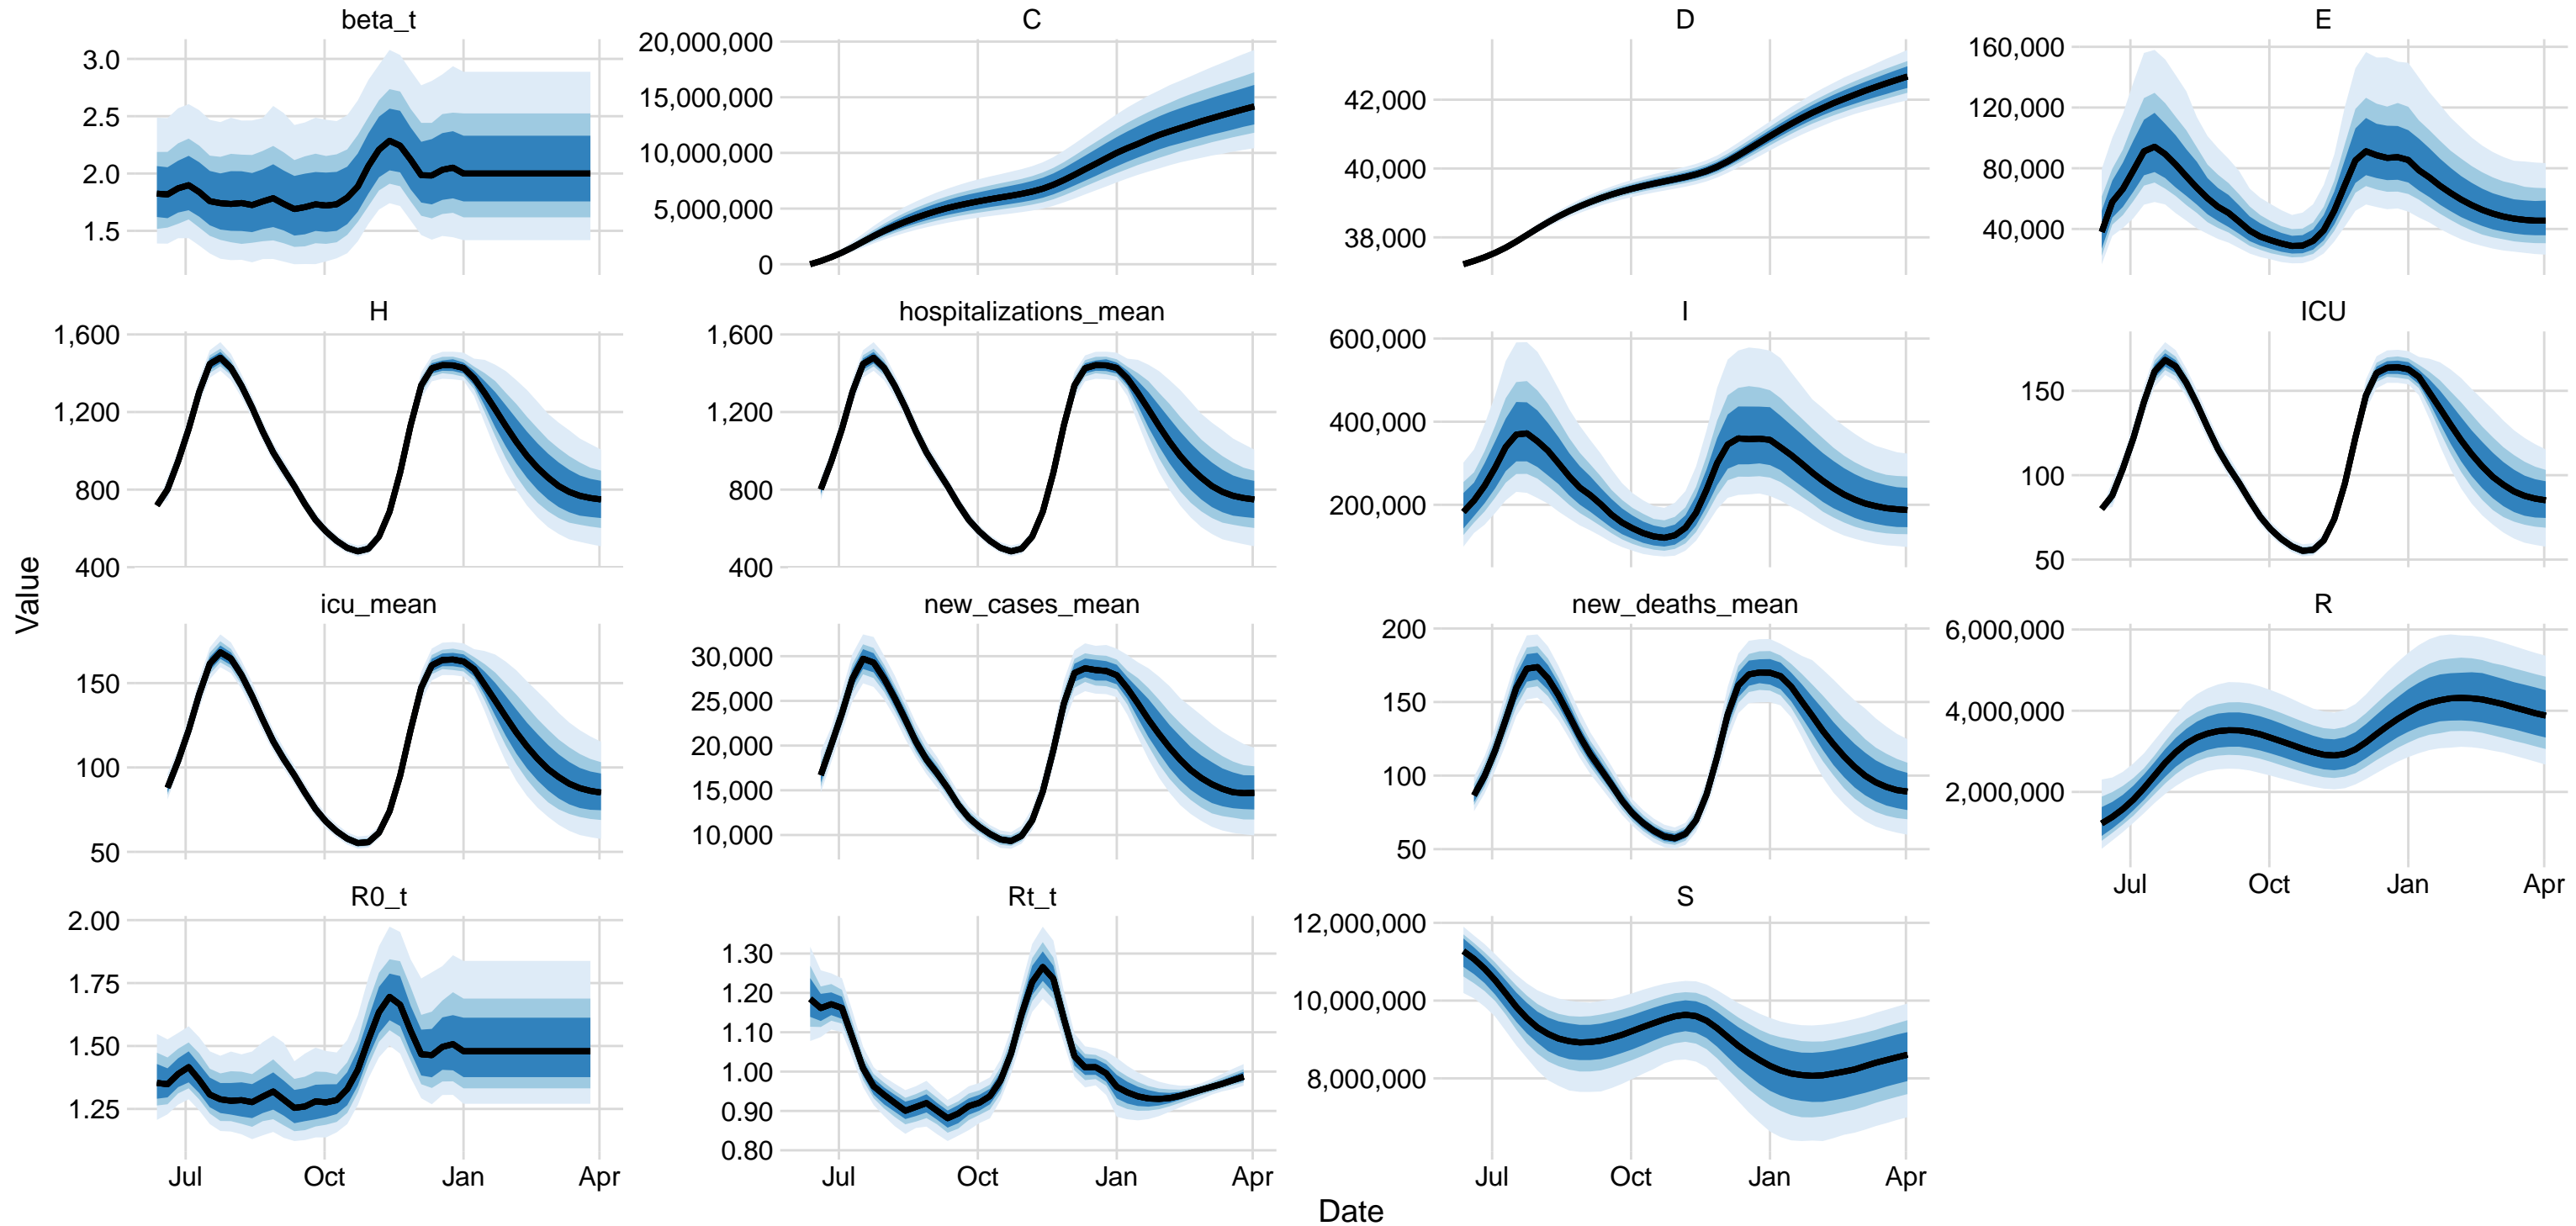 beta_t
3.0
2.5
2.0
1.5
C
20,000,000
15,000,000
10,000,000
5,000,000
0
D
42,000
40,000
38,000
E
160,000
120,000
80,000
40,000
H
1,600
1,200
800
400
hospitalizations_mean
1,600
1,200
800
400
I
600,000
400,000
200,000
ICU
150
100
50
icu_mean
150
100
50
new_cases_mean
30,000
25,000
20,000
15,000
10,000
new_deaths_mean
200
150
100
50
R
6,000,000
4,000,000
2,000,000
Jul Oct Jan Apr
R0_t
2.00
1.75
1.50
1.25
Jul Oct Jan Apr
Rt_t
1.30
1.20
1.10
1.00
0.90
0.80
Jul Oct Jan Apr
S
12,000,000
10,000,000
8,000,000
Jul Oct Jan Apr
Value
Date